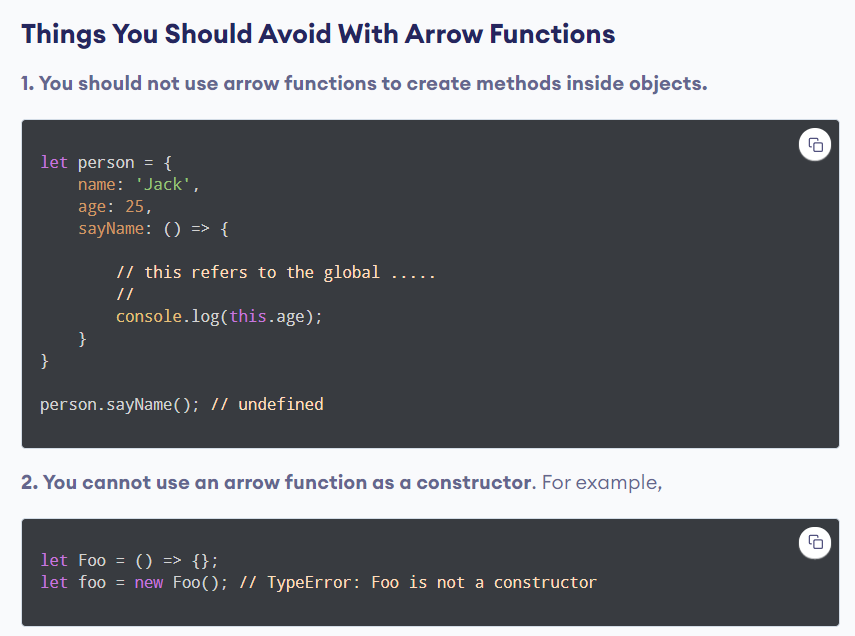 Things You Should Avoid With Arrow Functions
1. You should not use arrow functions to create methods inside objects.
let person = {
    name: 'Jack',
    age: 25,
    sayName: () => {
        // this refers to the global .....
        //
        console.log(this.age);
    }
}
person.sayName(); // undefined
2. You cannot use an arrow function as a constructor. For example,
let Foo = () => {};
let foo = new Foo(); // TypeError: Foo is not a constructor